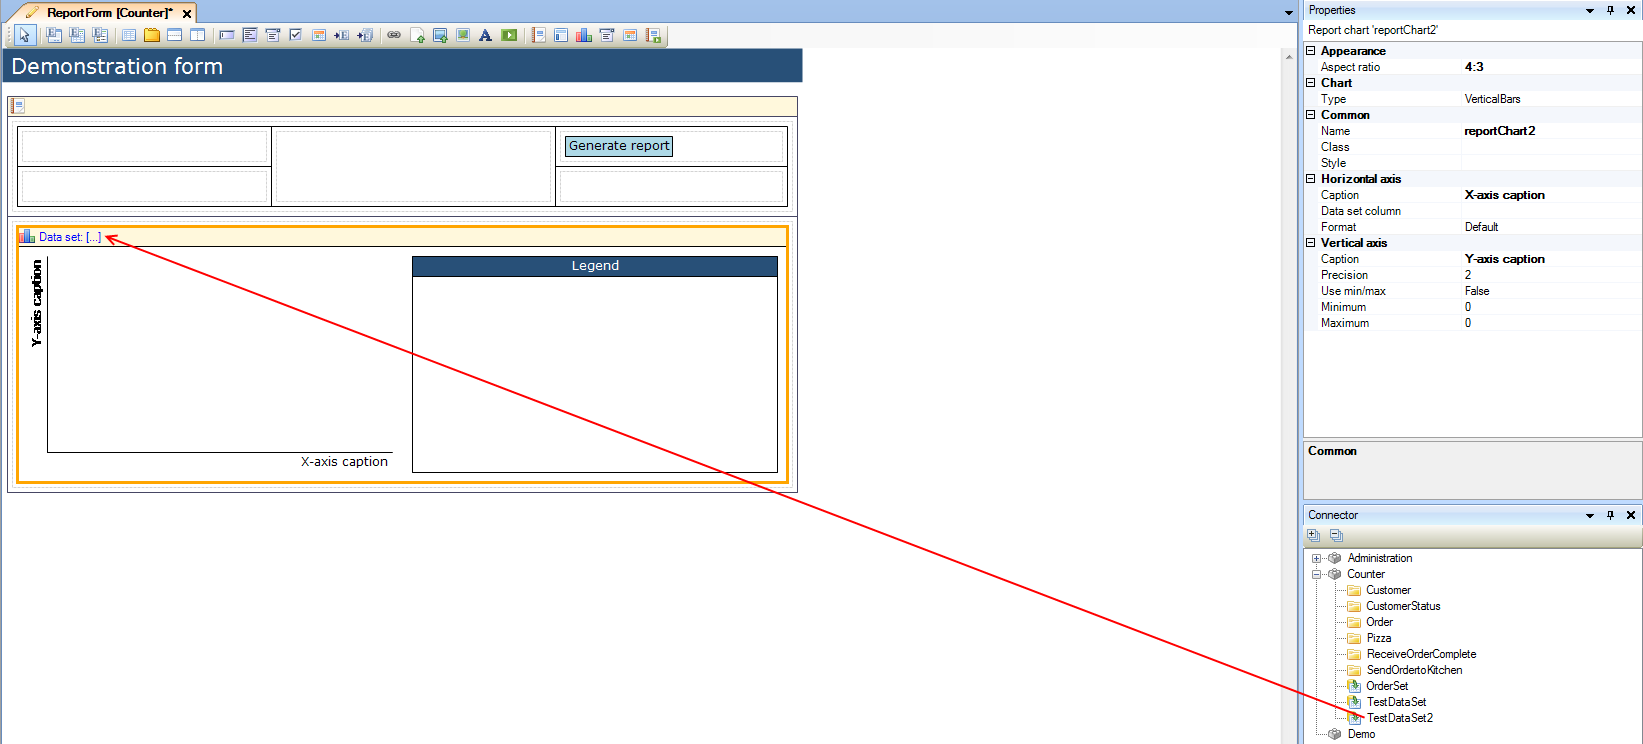 ReportForm [Counter]*
Demonstration form
Generate report
Data set: [...]
Y-axis caption
X-axis caption
Legend
Properties
Report chart 'reportChart2'
Appearance
Aspect ratio 4:3
Chart
Type VerticalBars
Common
Name reportChart2
Class
Style
Horizontal axis
Caption X-axis caption
Data set column
Format Default
Vertical axis
Caption Y-axis caption
Precision 2
Use min/max False
Minimum 0
Maximum 0
Common
Connector
Administration
Counter
Customer
CustomerStatus
Order
Pizza
ReceiveOrderComplete
SendOrdertoKitchen
OrderSet
TestDataSet
TestDataSet2
Demo